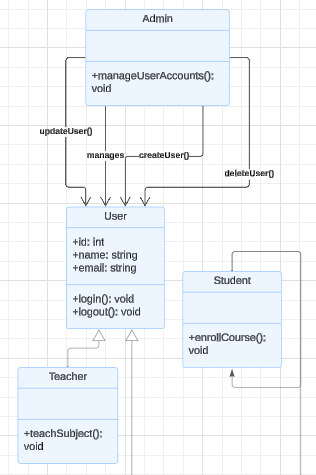 Admin
+manageUserAccounts():
void
updateUser()
manages
createUser()
deleteUser()
User
+id: int
+name: string
+email: string
+login(): void
+logout(): void
Student
+enrollCourse():
void
Teacher
+teachSubject():
void